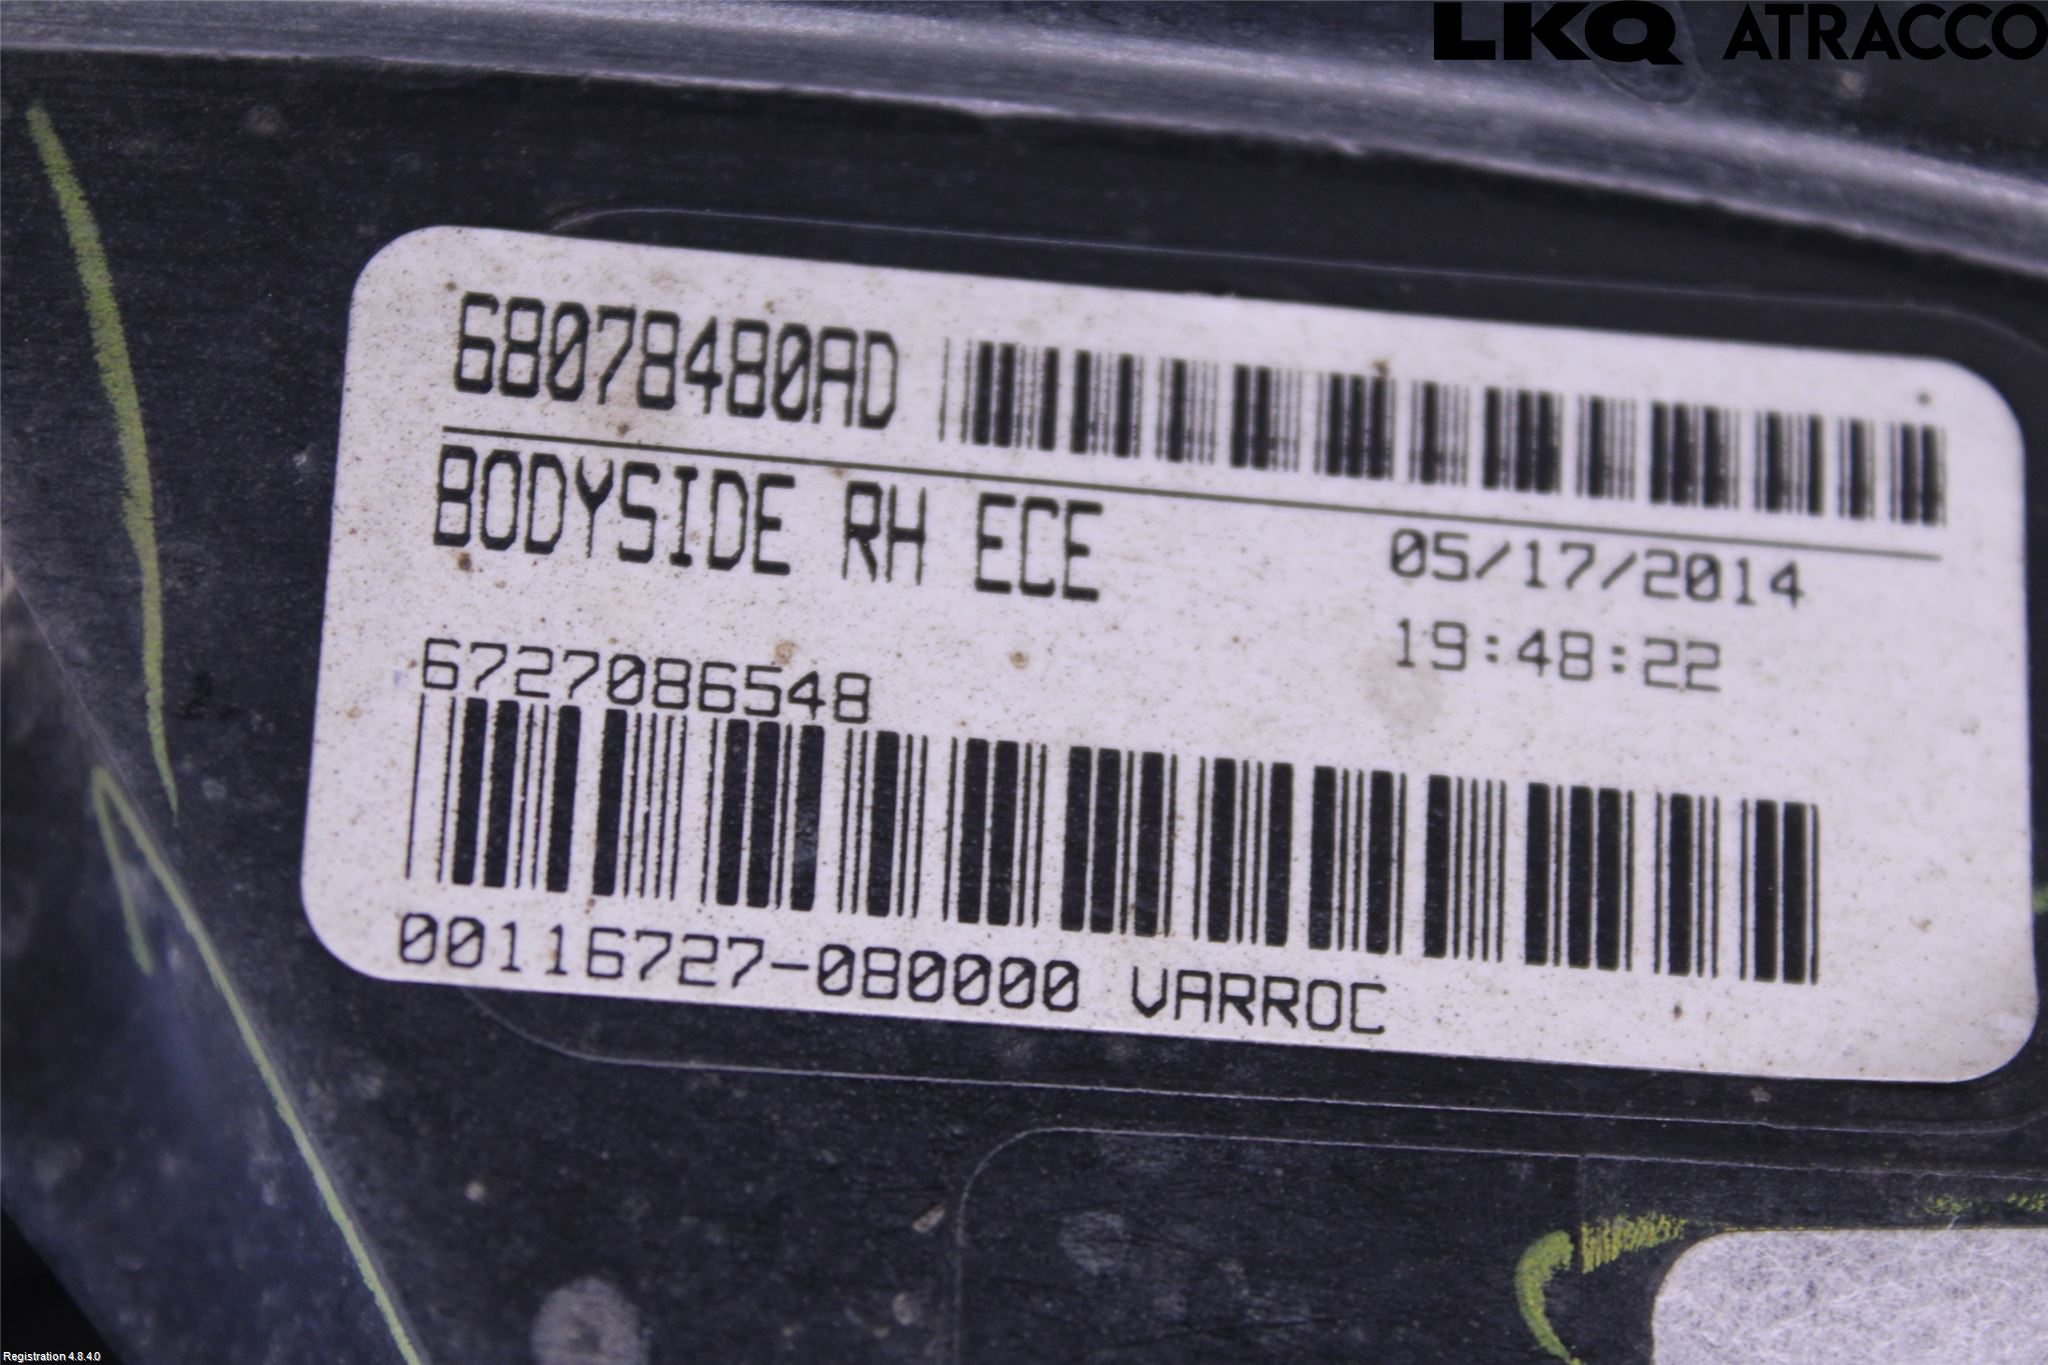 LKQ ATRACCO
68078480AD
BODYSIDE RH ECE
05/17/2014
19:48:22
6727086548
00116727-080000 VARROC
Registration 4.8.4.0